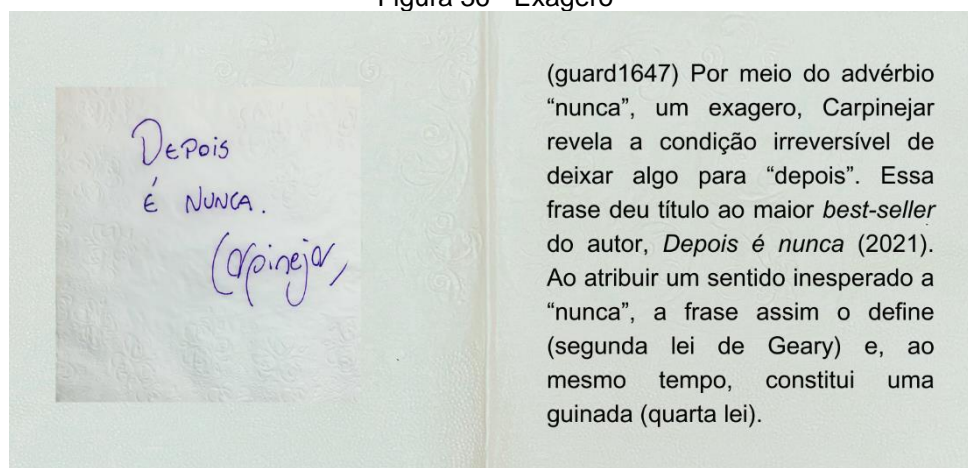 Figura 36 - Exagero
DEPOIS
É NUNCA.
Carpinejar
(guard1647) Por meio do advérbio
“nunca”, um exagero, Carpinejar
revela a condição irreversível de
deixar algo para “depois”. Essa
frase deu título ao maior best-seller
do autor, Depois é nunca (2021).
Ao atribuir um sentido inesperado a
“nunca”, a frase assim o define
(segunda lei de Geary) e, ao
mesmo tempo, constitui uma
guinada (quarta lei).